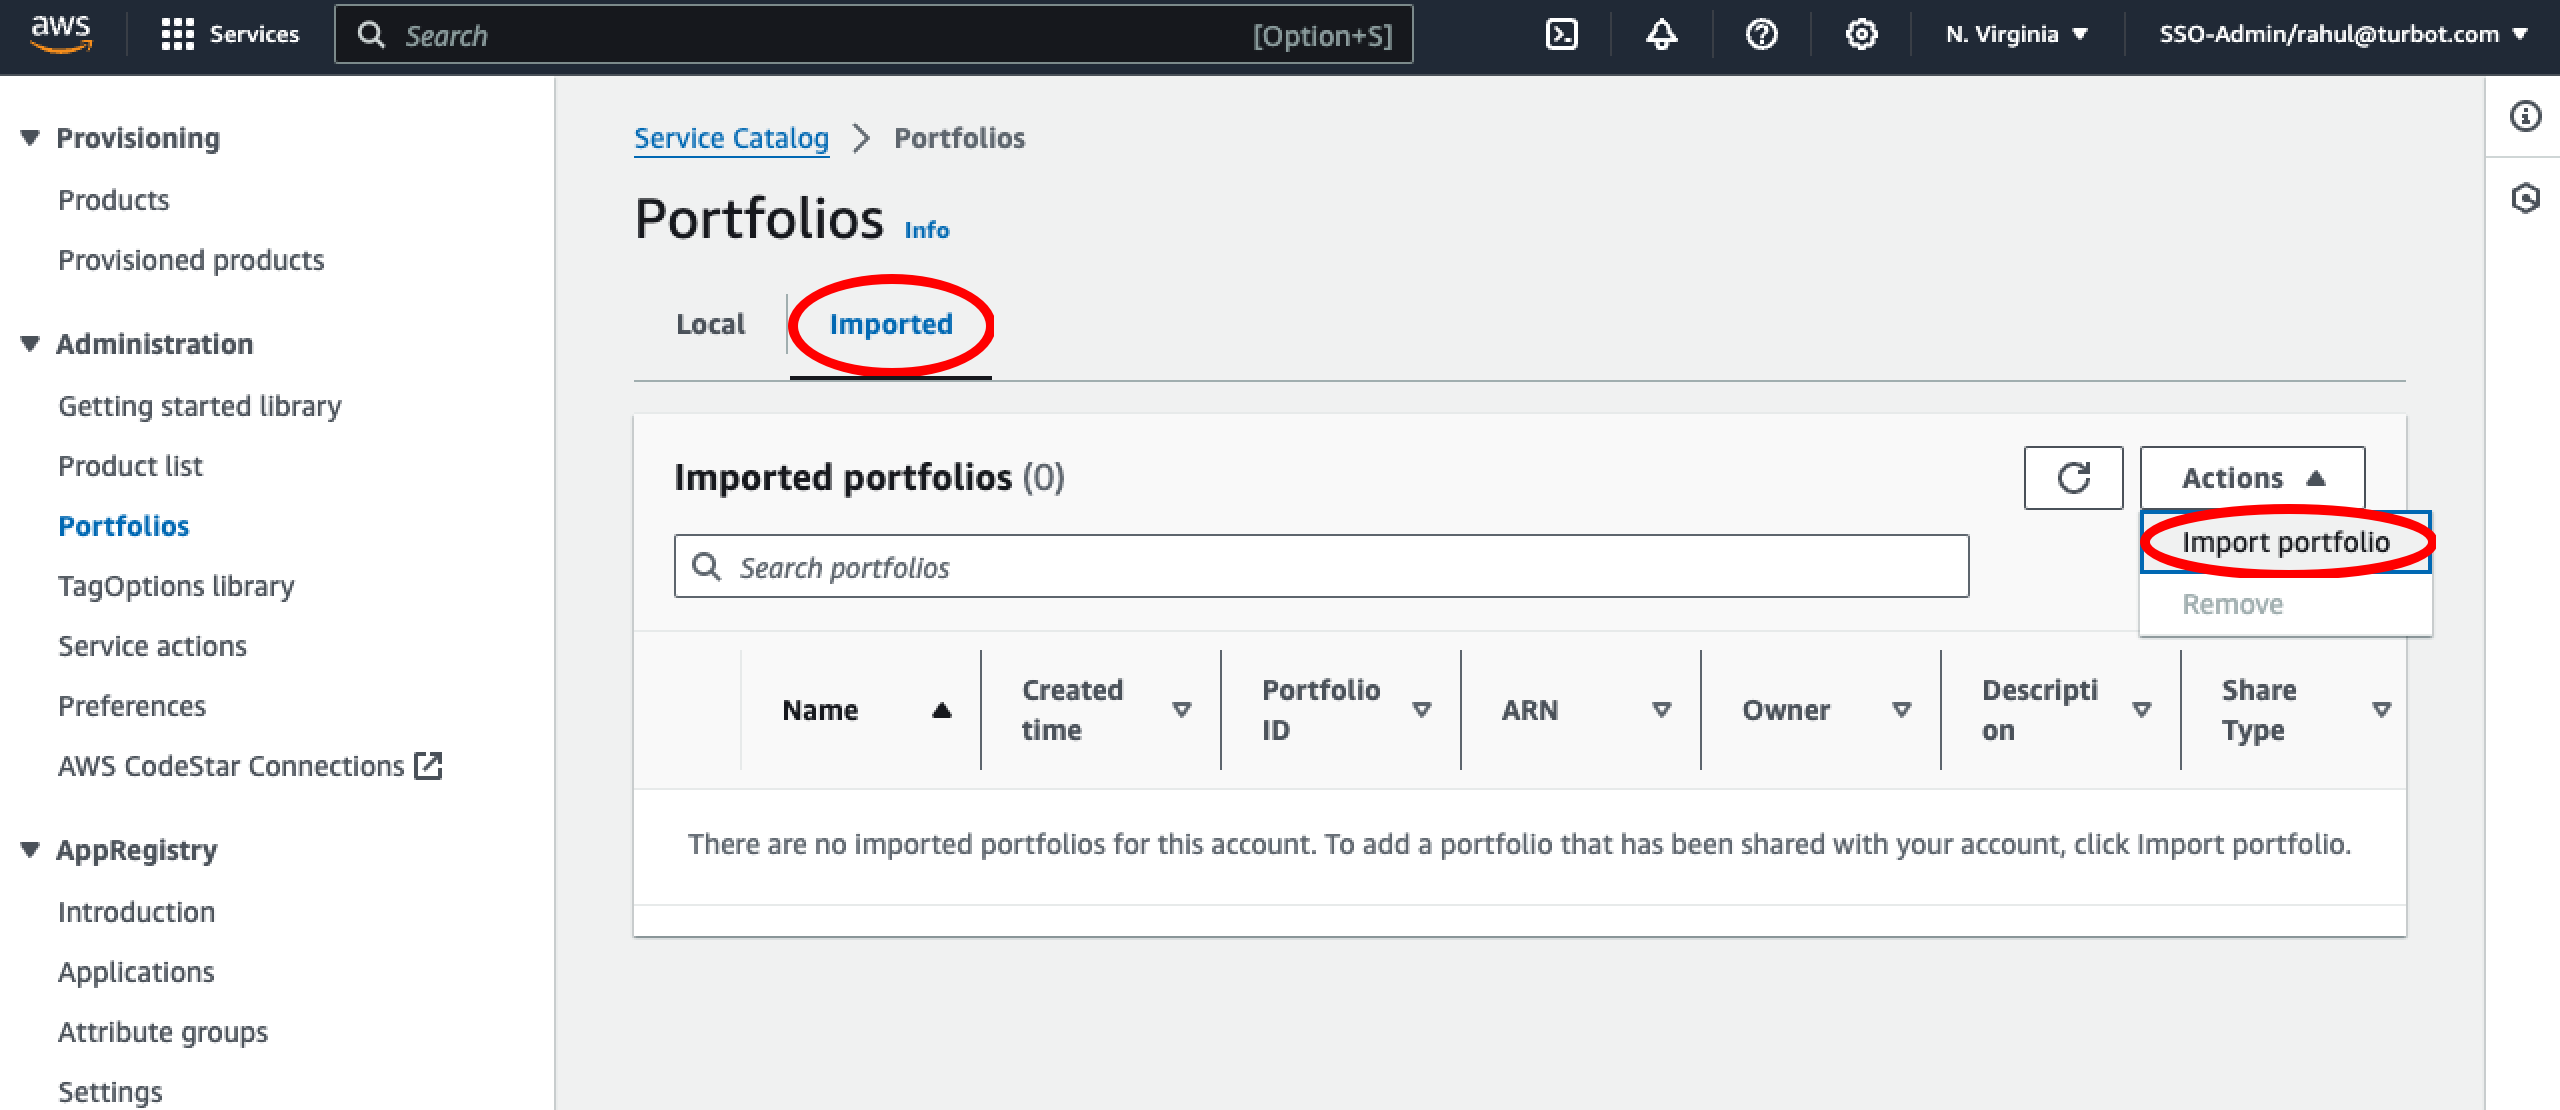 aws
Services
Search
[Option+S]
N. Virginia
SSO-Admin/rahul@turbot.com
Provisioning
Products
Provisioned products
Administration
Getting started library
Product list
Portfolios
TagOptions library
Service actions
Preferences
AWS CodeStar Connections
AppRegistry
Introduction
Applications
Attribute groups
Settings
Service Catalog
Portfolios
Portfolios Info
Local
Imported
Imported portfolios (0)
Actions
Import portfolio
Remove
Search portfolios
Name
Created
time
Portfolio
ID
ARN
Owner
Descripti
on
Share
Type
There are no imported portfolios for this account. To add a portfolio that has been shared with your account, click Import portfolio.